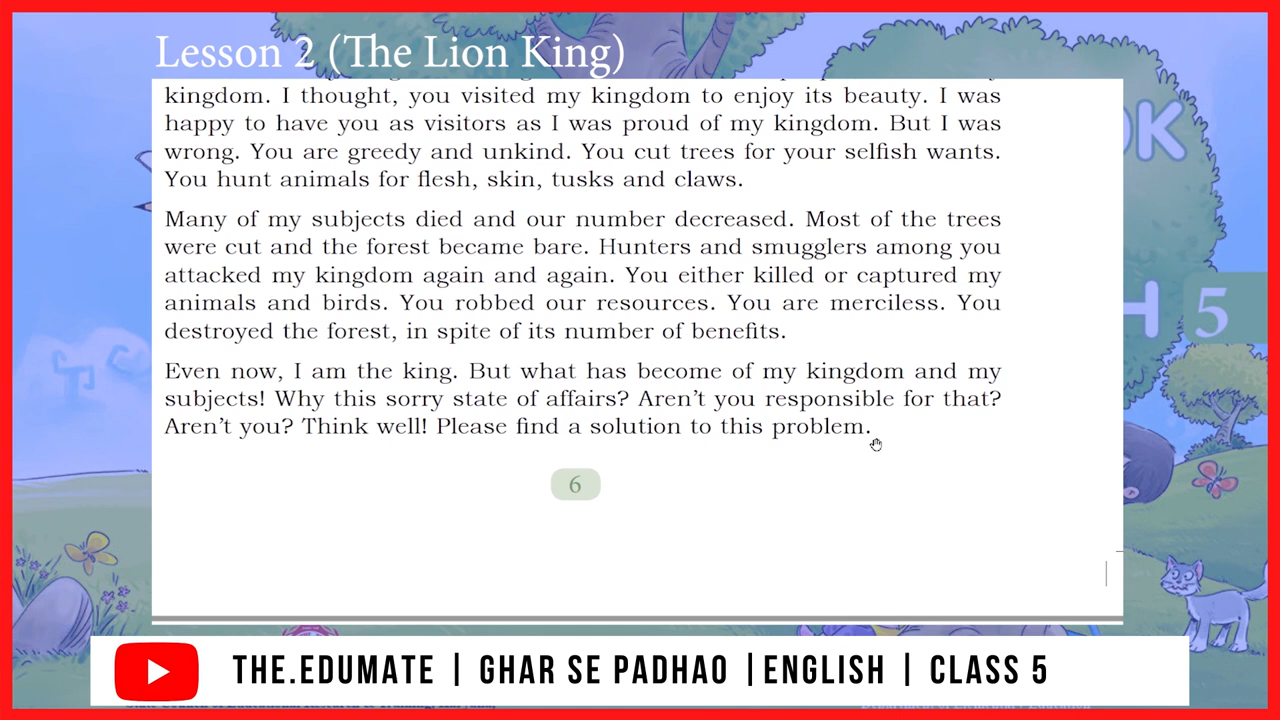 Lesson 2 (The Lion King)
kingdom. I thought, you visited my kingdom to enjoy its beauty. I was
happy to have you as visitors as I was proud of my kingdom. But I was
wrong. You are greedy and unkind. You cut trees for your selfish wants.
You hunt animals for flesh, skin, tusks and claws.
Many of my subjects died and our number decreased. Most of the trees
were cut and the forest became bare. Hunters and smugglers among you
attacked my kingdom again and again. You either killed or captured my
animals and birds. You robbed our resources. You are merciless. You
destroyed the forest, in spite of its number of benefits.
Even now, I am the king. But what has become of my kingdom and my
subjects! Why this sorry state of affairs? Aren't you responsible for that?
Aren't you? Think well! Please find a solution to this problem.
6
5
THE.EDUMATE | GHAR SE PADHAO |ENGLISH | CLASS 5